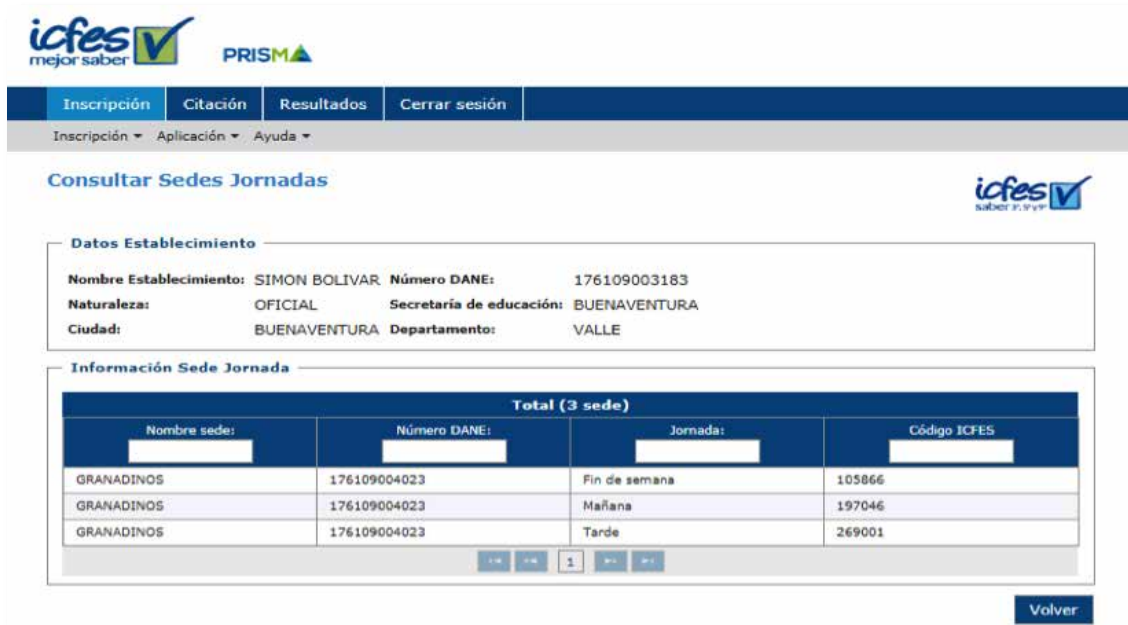 icfes
mejor saber
PRISMA
Inscripción Citación Resultados Cerrar sesión
Inscripción Aplicación Ayuda
Consultar Sedes Jornadas
icfes
saber
Datos Establecimiento
Nombre Establecimiento: SIMON BOLIVAR Número DANE: 176109003183
Naturaleza: OFICIAL Secretaría de educación: BUENAVENTURA
Ciudad: BUENAVENTURA Departamento: VALLE
Información Sede Jornada
Total (3 sede)
Nombre sede: Número DANE: Jornada: Código ICFES
GRANADINOS 176109004023 Fin de semana 105866
GRANADINOS 176109004023 Mañana 197046
GRANADINOS 176109004023 Tarde 269001
1
Volver